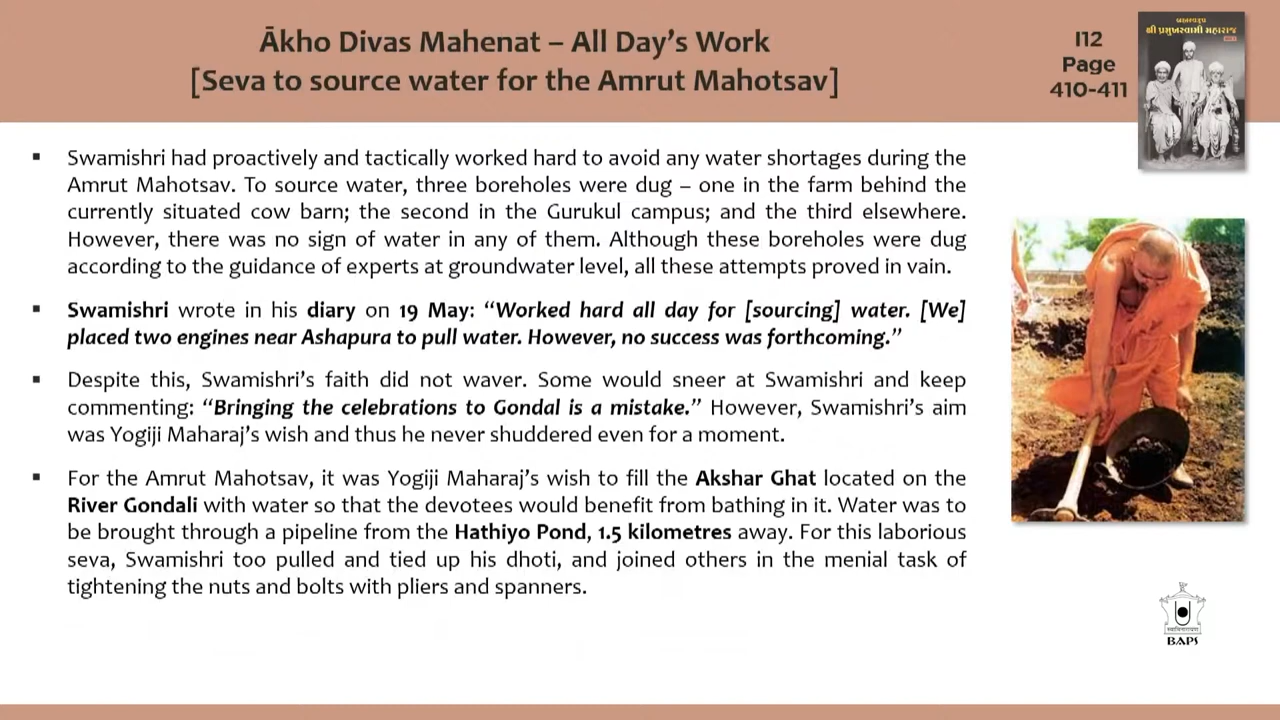 Ākho Divas Mahenat – All Day’s Work
[Seva to source water for the Amrut Mahotsav]
I12
Page
410-411
બ્રહ્મસ્વરૂપ
શ્રી પ્રમુખસ્વામી મહારાજ
▪ Swamishri had proactively and tactically worked hard to avoid any water shortages during the
Amrut Mahotsav. To source water, three boreholes were dug – one in the farm behind the
currently situated cow barn; the second in the Gurukul campus; and the third elsewhere.
However, there was no sign of water in any of them. Although these boreholes were dug
according to the guidance of experts at groundwater level, all these attempts proved in vain.
▪ Swamishri wrote in his diary on 19 May: “Worked hard all day for [sourcing] water. [We]
placed two engines near Ashapura to pull water. However, no success was forthcoming.”
▪ Despite this, Swamishri’s faith did not waver. Some would sneer at Swamishri and keep
commenting: “Bringing the celebrations to Gondal is a mistake.” However, Swamishri’s aim
was Yogiji Maharaj’s wish and thus he never shuddered even for a moment.
▪ For the Amrut Mahotsav, it was Yogiji Maharaj’s wish to fill the Akshar Ghat located on the
River Gondali with water so that the devotees would benefit from bathing in it. Water was to
be brought through a pipeline from the Hathiyo Pond, 1.5 kilometres away. For this laborious
seva, Swamishri too pulled and tied up his dhoti, and joined others in the menial task of
tightening the nuts and bolts with pliers and spanners.
स्वामिनारायण
BAPS